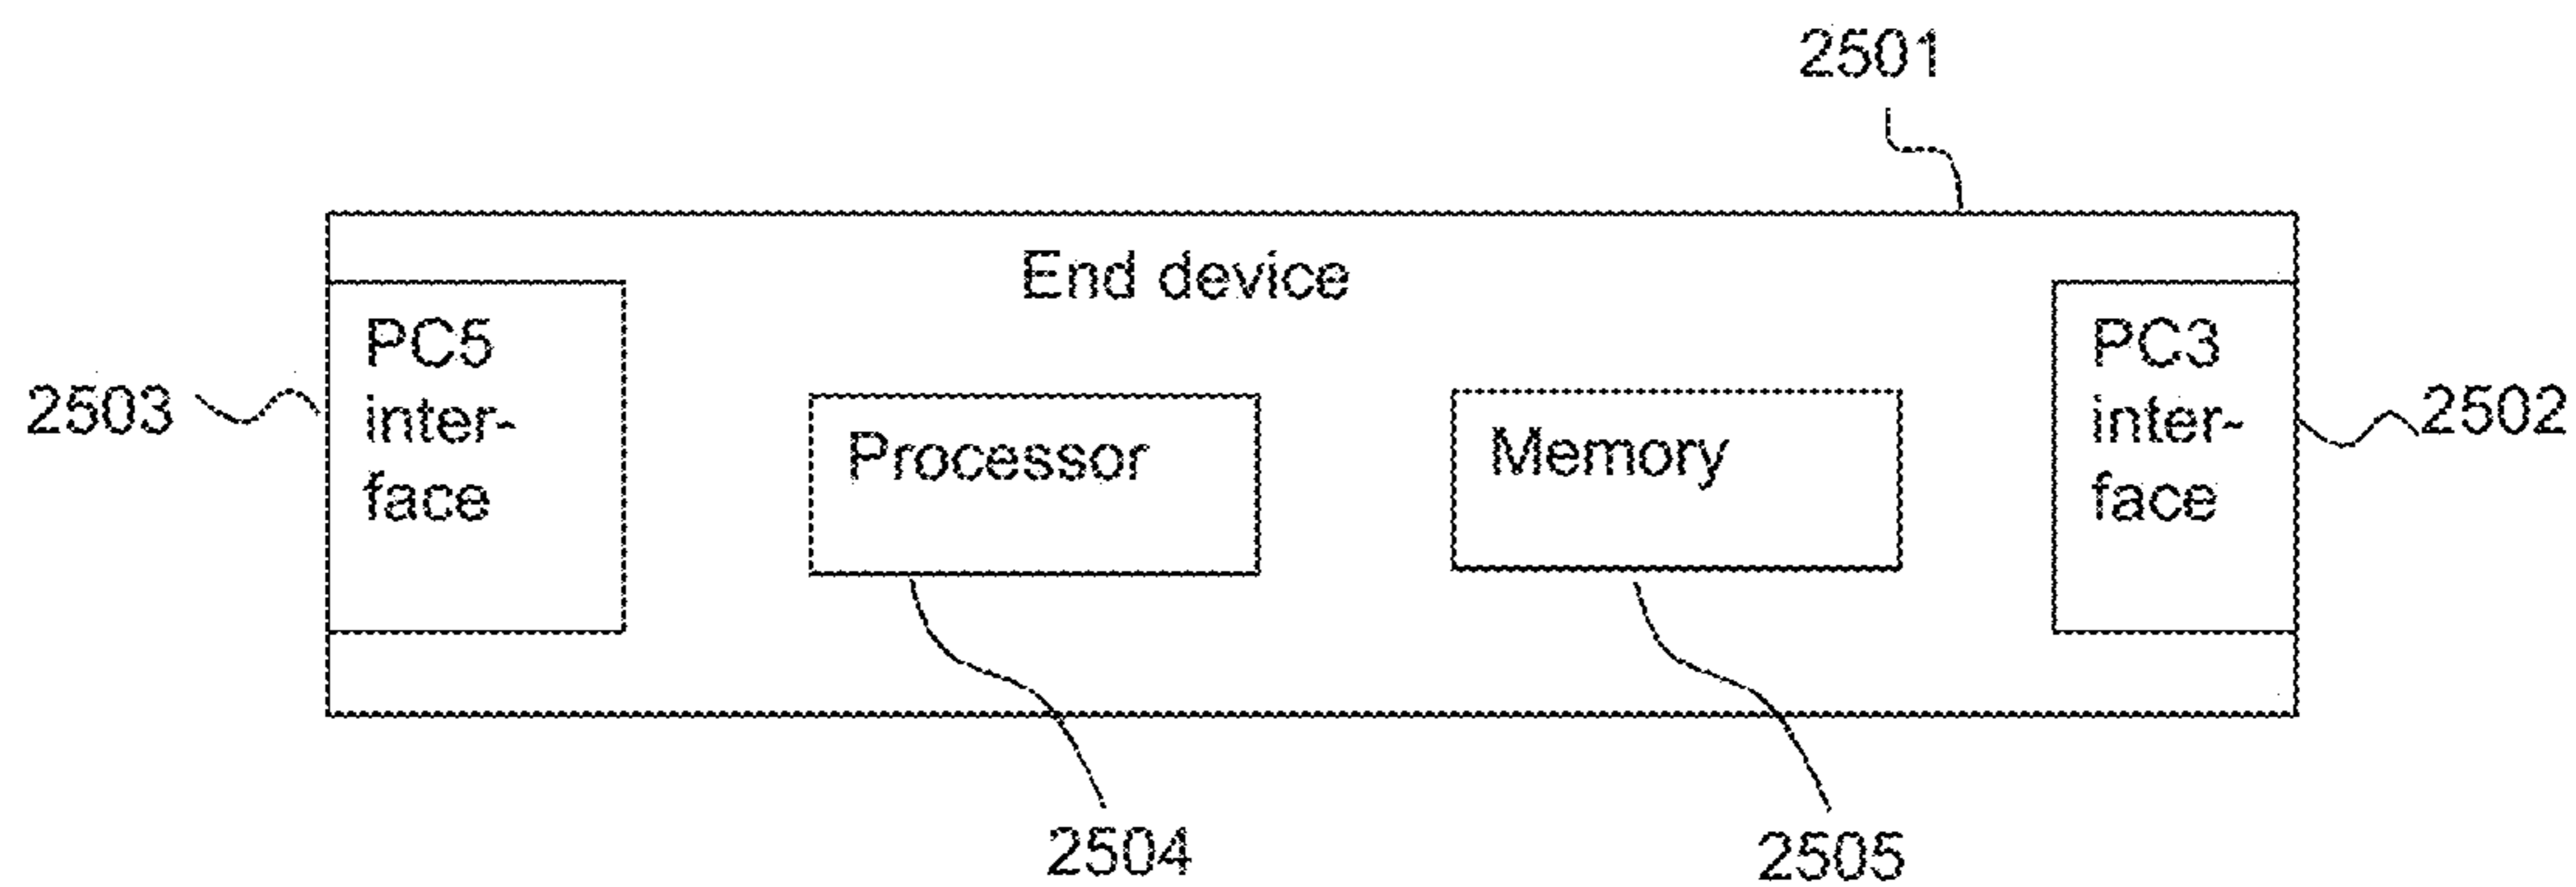 2501
End device
PC5
inter-
face
PC3
inter-
face
2503
Processor
Memory
2502
2504
2505